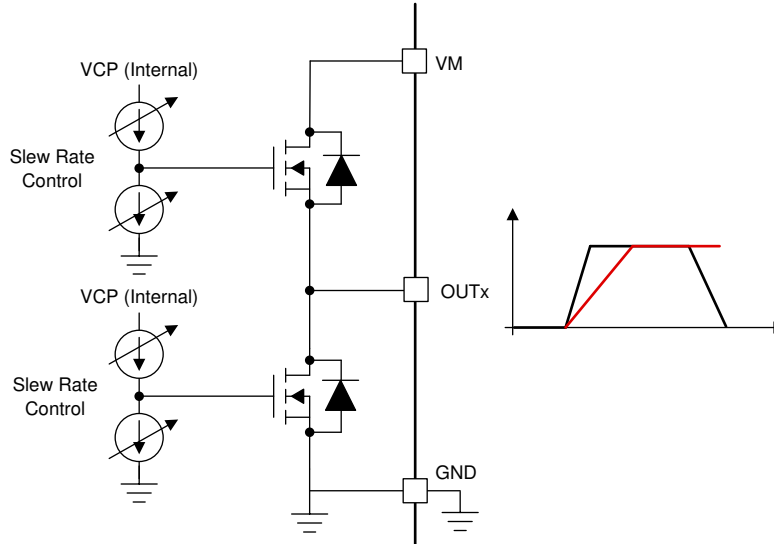 VCP (Internal)
VM
Slew Rate
Control
VCP (Internal)
OUTx
Slew Rate
Control
GND